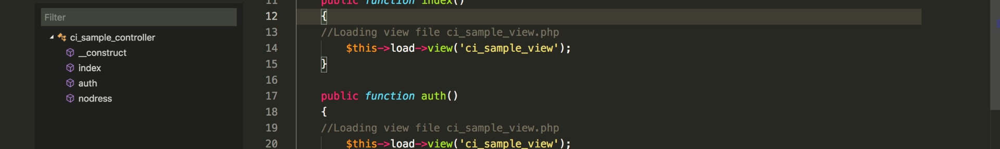 Filter
ci_sample_controller
__construct
index
auth
nodress
11 public function index()
12 {
13 //Loading view file ci_sample_view.php
14 $this->load->view('ci_sample_view');
15 }
16
17 public function auth()
18 {
19 //Loading view file ci_sample_view.php
20 $this->load->view('ci_sample_view');